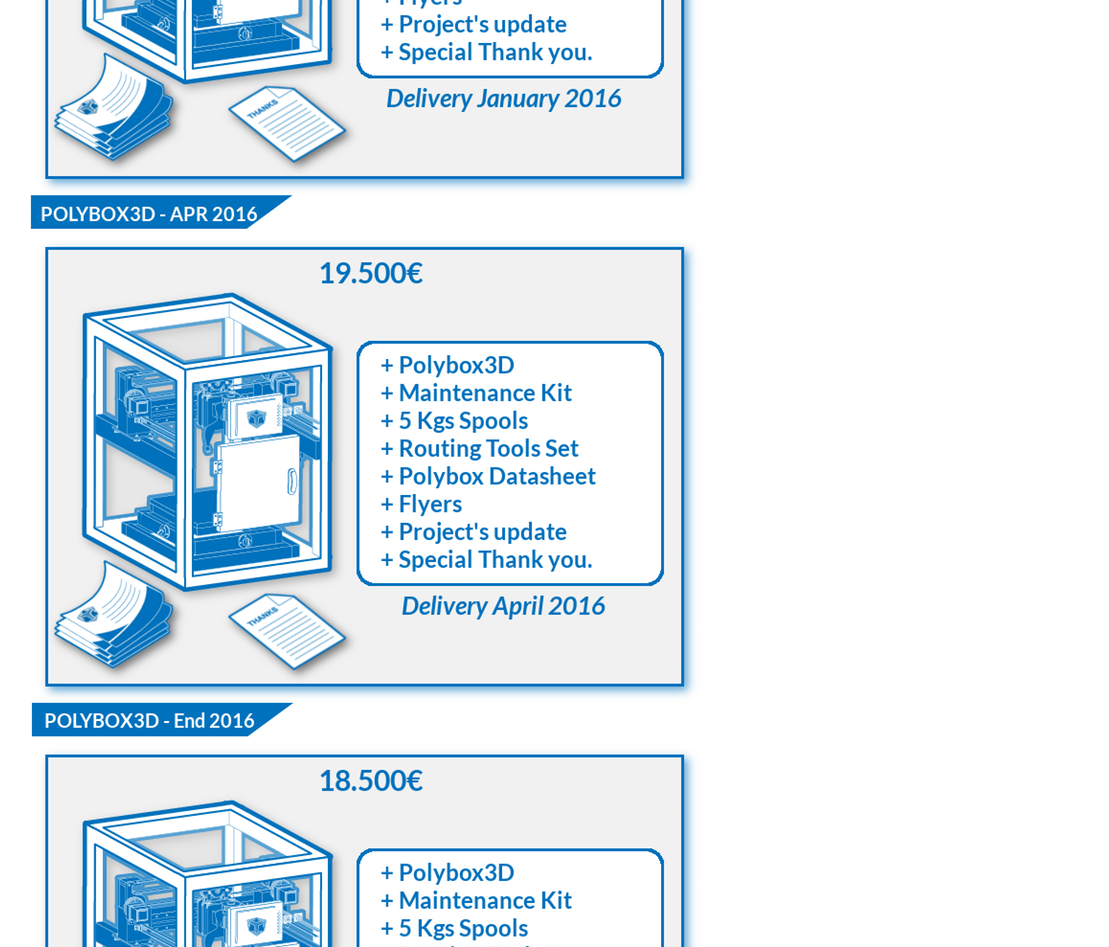 + Flyers
+ Project's update
+ Special Thank you.
Delivery January 2016
THANKS
POLYBOX3D - APR 2016
19.500€
+ Polybox3D
+ Maintenance Kit
+ 5 Kgs Spools
+ Routing Tools Set
+ Polybox Datasheet
+ Flyers
+ Project's update
+ Special Thank you.
Delivery April 2016
THANKS
POLYBOX3D - End 2016
18.500€
+ Polybox3D
+ Maintenance Kit
+ 5 Kgs Spools